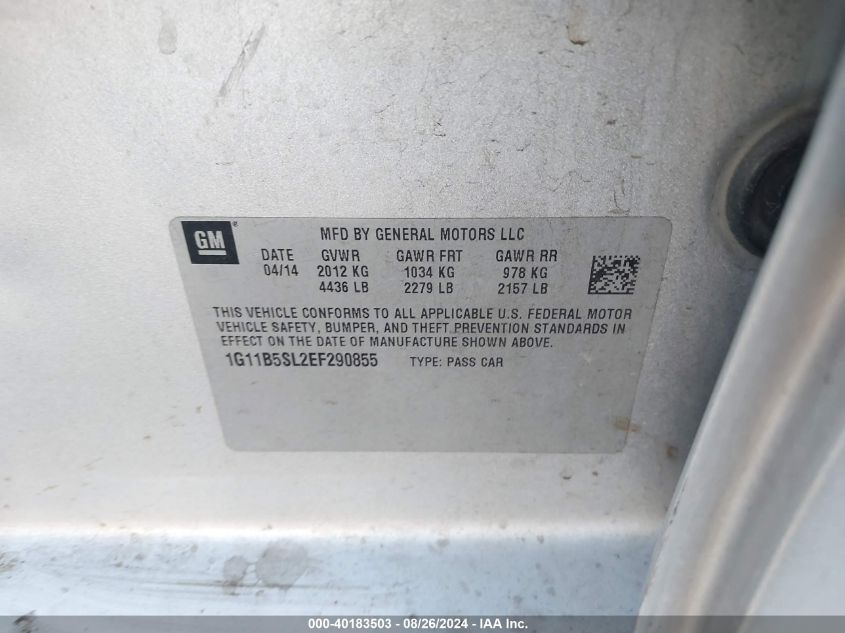 GM
MFD BY GENERAL MOTORS LLC
DATE GVWR GAWR FRT GAWR RR
04/14 2012 KG 1034 KG 978 KG
4436 LB 2279 LB 2157 LB
THIS VEHICLE CONFORMS TO ALL APPLICABLE U.S. FEDERAL MOTOR
VEHICLE SAFETY, BUMPER, AND THEFT PREVENTION STANDARDS IN
EFFECT ON THE DATE OF MANUFACTURE SHOWN ABOVE.
1G11B5SL2EF290855 TYPE: PASS CAR
000-40183503 - 08/26/2024 - IAA Inc.